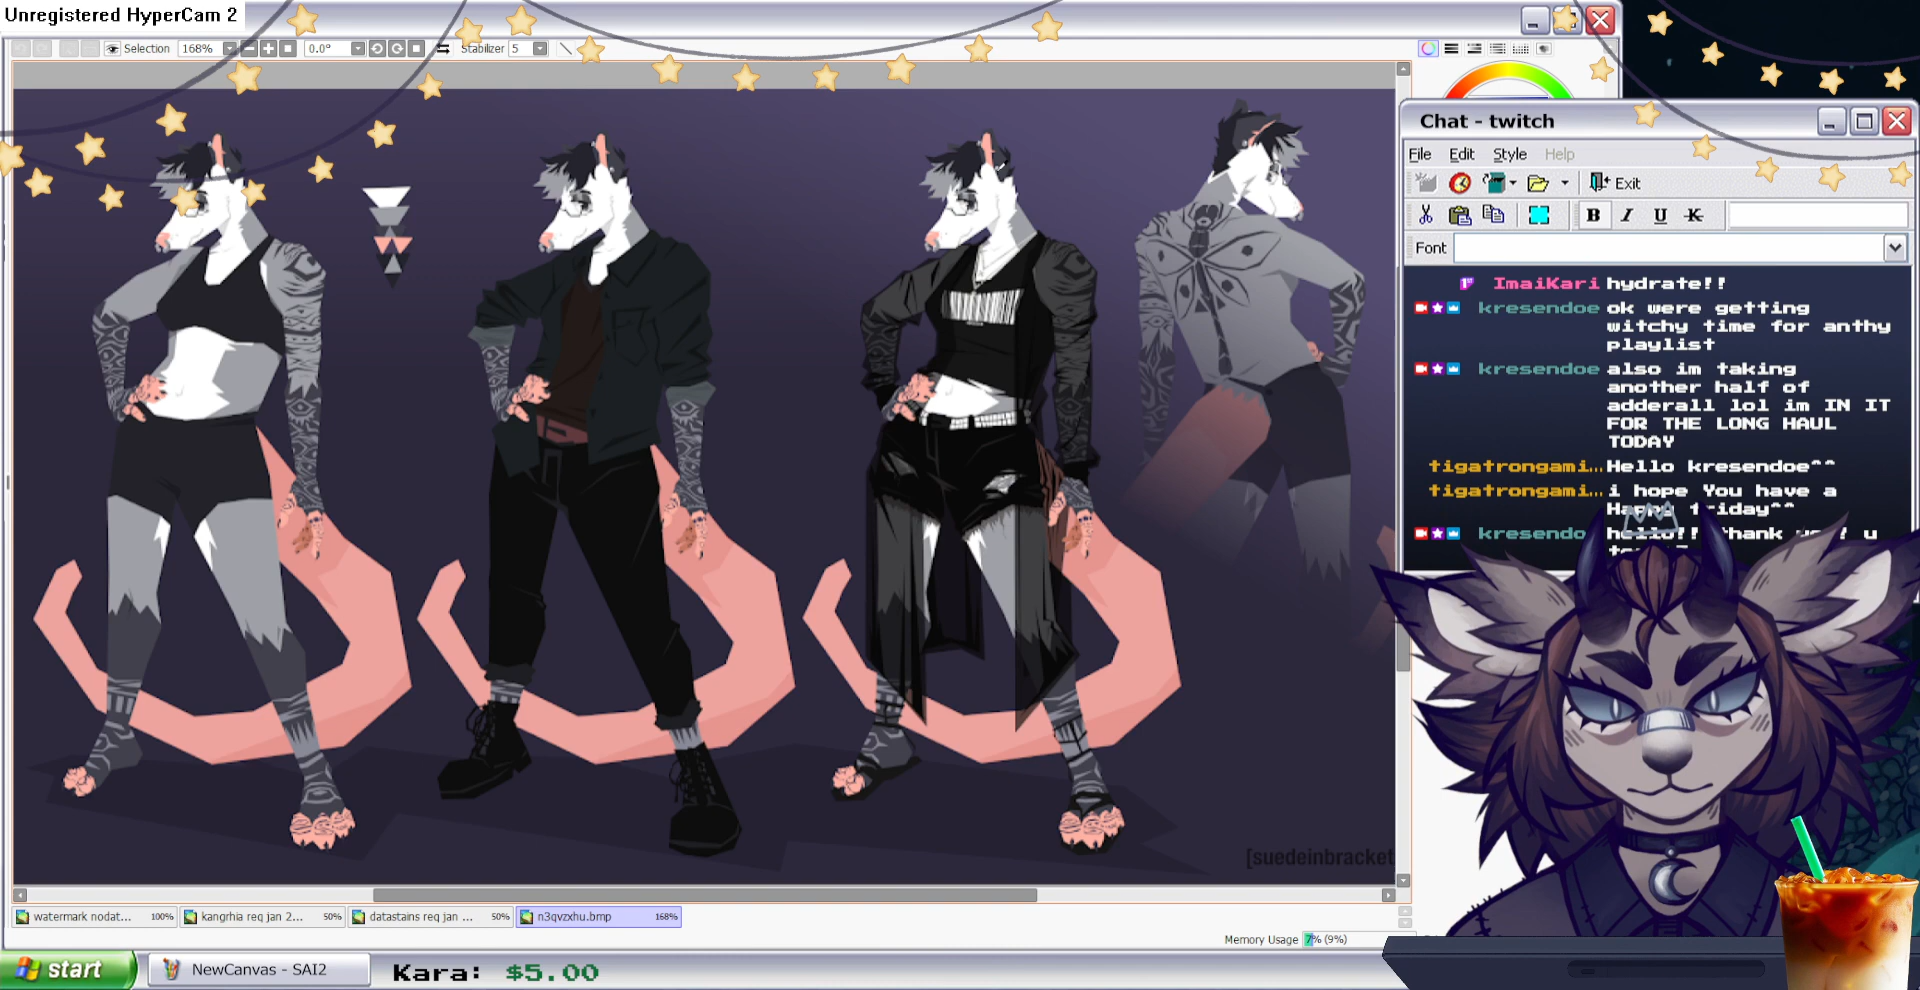 Unregistered HyperCam 2
Selection 168% 0.0° Stabilizer 5
Chat - twitch
File Edit Style Help
Exit
B I U K
Font
ImaiKari hydrate!!
kresendoe ok were getting
witchy time for anthy
playlist
kresendoe also im taking
another half of
adderall lol im IN IT
FOR THE LONG HAUL
TODAY
tigatrongami... Hello kresendoe^^
tigatrongami... i hope You have a
Happy friday^^
[suedeinbracket
watermark nodat... 100% kangrhia req jan 2... 50% datastains req jan ... 50% n3qvzxhu.bmp 168%
Memory Usage 7% (9%)
start NewCanvas - SAI2 Kara: $5.00